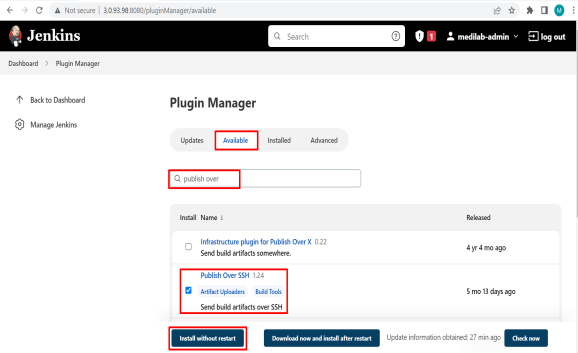 Not secure | 3.0.93.98:8080/pluginManager/available
M
Jenkins
Search
?
1
medilab-admin
log out
Dashboard > Plugin Manager
Back to Dashboard
Manage Jenkins
Plugin Manager
Updates Available Installed Advanced
publish over
Install Name ↓ Released
Infrastructure plugin for Publish Over X 0.22
Send build artifacts somewhere.
4 yr 4 mo ago
Publish Over SSH 1.24
Artifact Uploaders Build Tools
Send build artifacts over SSH
5 mo 13 days ago
Install without restart Download now and install after restart Update information obtained: 27 min ago Check now